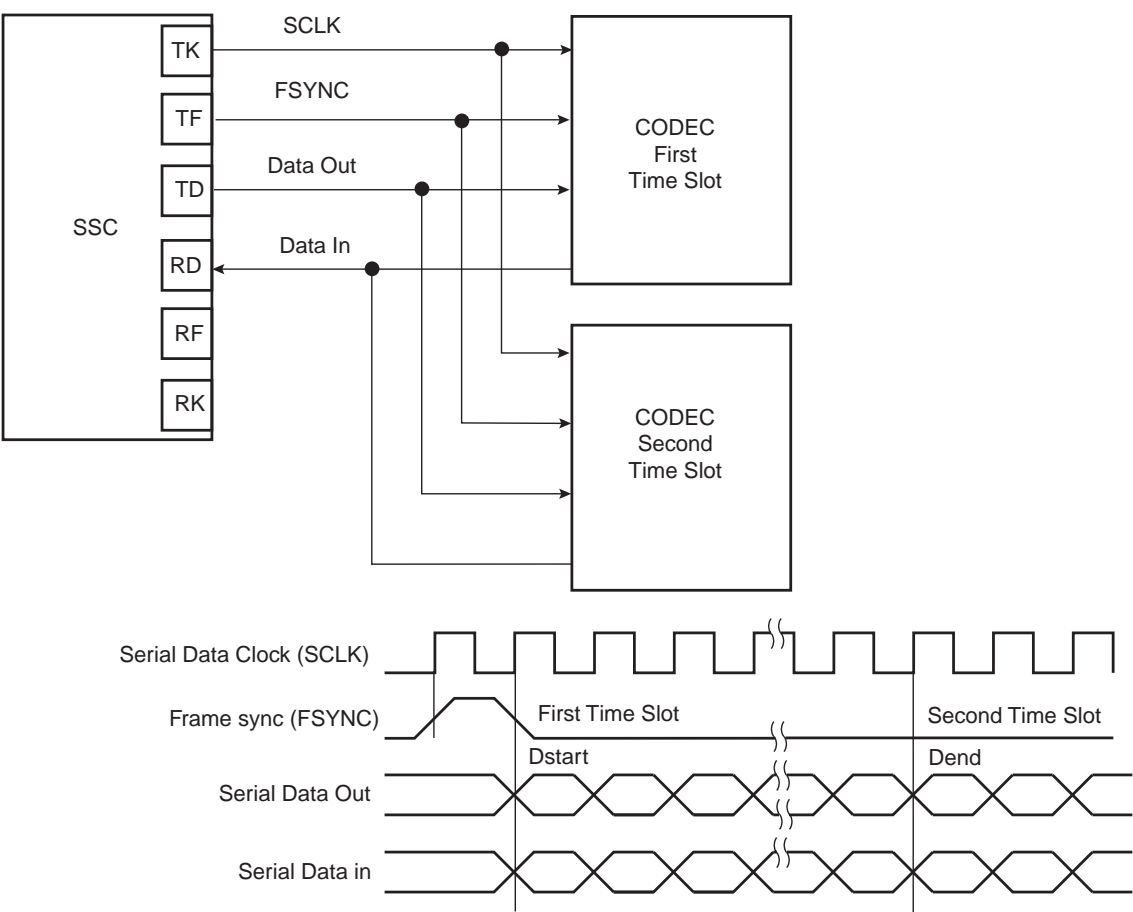 SSC
TK
TF
TD
RD
RF
RK
SCLK
FSYNC
Data Out
Data In
CODEC
First
Time Slot
CODEC
Second
Time Slot
Serial Data Clock (SCLK)
Frame sync (FSYNC)
First Time Slot
Second Time Slot
Dstart
Dend
Serial Data Out
Serial Data in